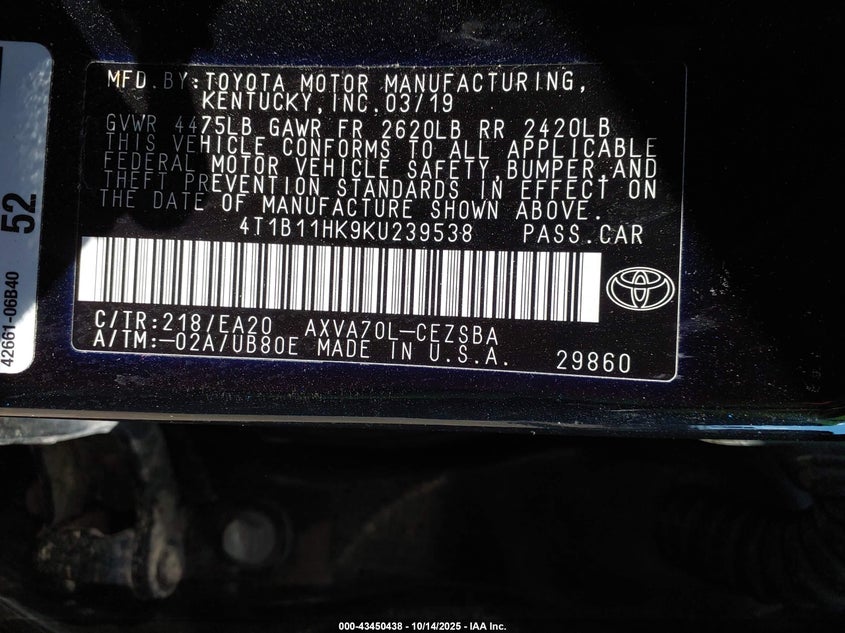 MFD. BY: TOYOTA MOTOR MANUFACTURING,
KENTUCKY, INC. 03/19
GVWR 4475LB GAWR FR 2620LB RR 2420LB
THIS VEHICLE CONFORMS TO ALL APPLICABLE
FEDERAL MOTOR VEHICLE SAFETY, BUMPER, AND
THEFT PREVENTION STANDARDS IN EFFECT ON
THE DATE OF MANUFACTURE SHOWN ABOVE.
4T1B11HK9KU239538 PASS. CAR
C/TR: 218/EA20 AXVA70L-CEZSBA
A/TM: -02A/UB80E MADE IN U.S.A. 29860
52
42661-06B40
000-43450438 - 10/14/2025 - IAA Inc.